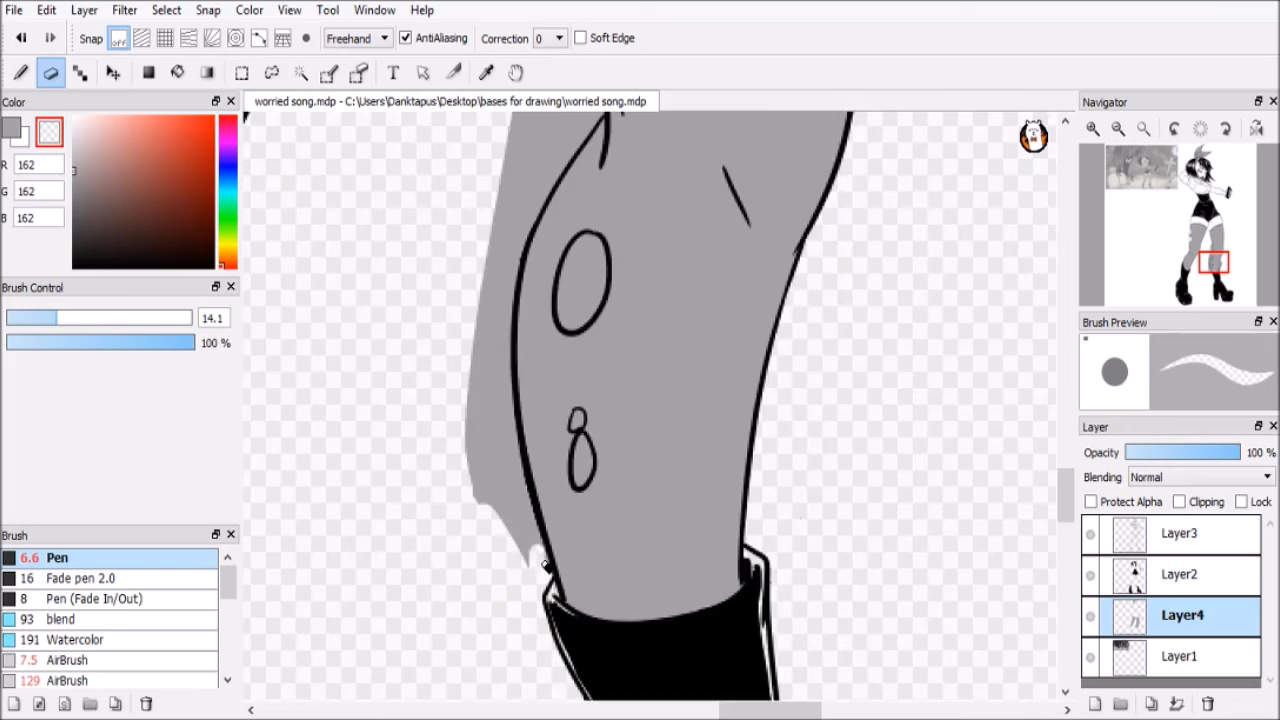 File Edit Layer Filter Select Snap Color View Tool Window Help
Snap off Freehand AntiAliasing Correction 0 Soft Edge
T
Color
worried song.mdp - C:\Users\Danktapus\Desktop\bases for drawing\worried song.mdp
Navigator
R 162
G 162
B 162
Brush Control
14.1
100 %
Brush Preview
Layer
Opacity 100 %
Blending Normal
Protect Alpha Clipping Lock
Brush
6.6 Pen
16 Fade pen 2.0
8 Pen (Fade In/Out)
93 blend
191 Watercolor
7.5 AirBrush
129 AirBrush
Layer3
Layer2
Layer4
Layer1